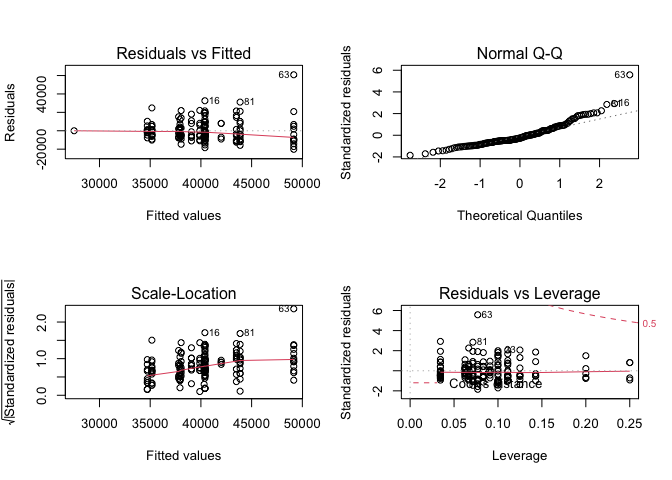 Residuals vs Fitted
Residuals
-20000
40000
63
16
81
30000 35000 40000 45000 50000
Fitted values
Normal Q-Q
Standardized residuals
-2 0 2 4 6
63
16
-2 -1 0 1 2
Theoretical Quantiles
Scale-Location
√|Standardized residuals|
0.0 1.0 2.0
63
16
81
30000 35000 40000 45000 50000
Fitted values
Residuals vs Leverage
Standardized residuals
-2 0 2 4 6
63
81
0.5
Cook's distance
0.00 0.05 0.10 0.15 0.20 0.25
Leverage